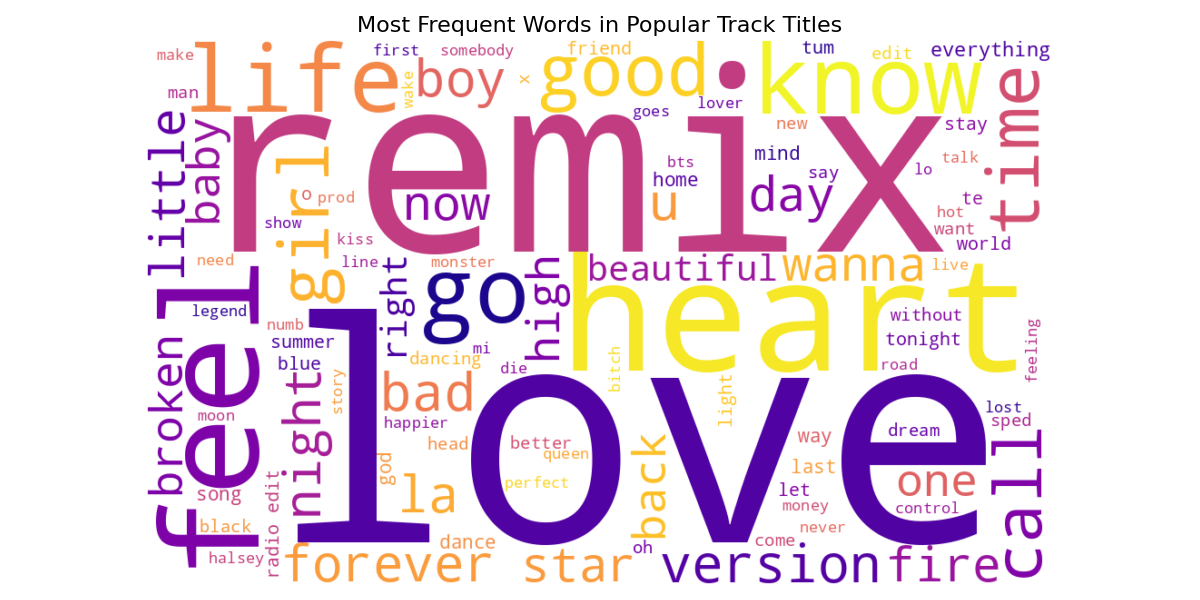 Most Frequent Words in Popular Track Titles
make
first
somebody
friend
tum
edit
everything
life
wake
boy
x
good
know
man
goes
lover
time
little
baby
remix
new
stay
girl
o
prod
now
bts
home
mind
say
u
day
lo
talk
te
hot
want
world
show
kiss
need
line
right
monster
high
beautiful
wanna
live
feel
legend
go
heart
numb
summer
blue
without
tonight
feeling
mi
dancing
die
road
broken
night
story
bad
bitch
light
love
moon
happier
head
better
queen
perfect
way
dream
lost
sped
call
song
god
la
back
last
let
money
one
control
black
radio edit
dance
oh
come
never
halsey
forever
star
version
fire